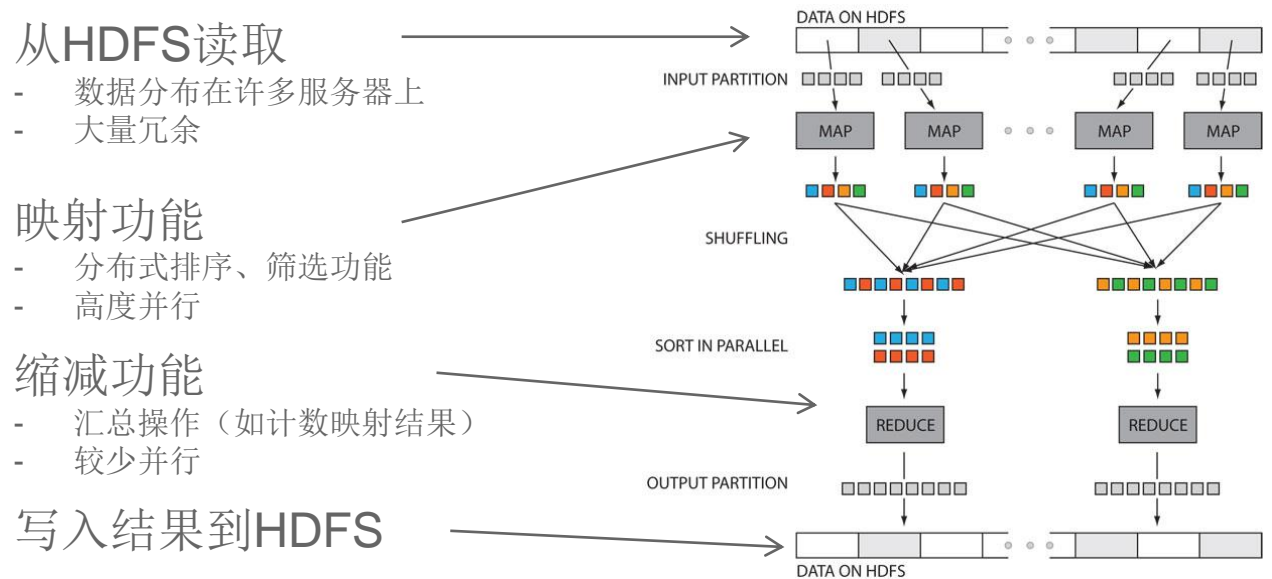 从HDFS读取
- 数据分布在许多服务器上
- 大量冗余
映射功能
- 分布式排序、筛选功能
- 高度并行
缩减功能
- 汇总操作（如计数映射结果）
- 较少并行
写入结果到HDFS
DATA ON HDFS
INPUT PARTITION
MAP MAP MAP MAP
SHUFFLING
SORT IN PARALLEL
REDUCE REDUCE
OUTPUT PARTITION
DATA ON HDFS